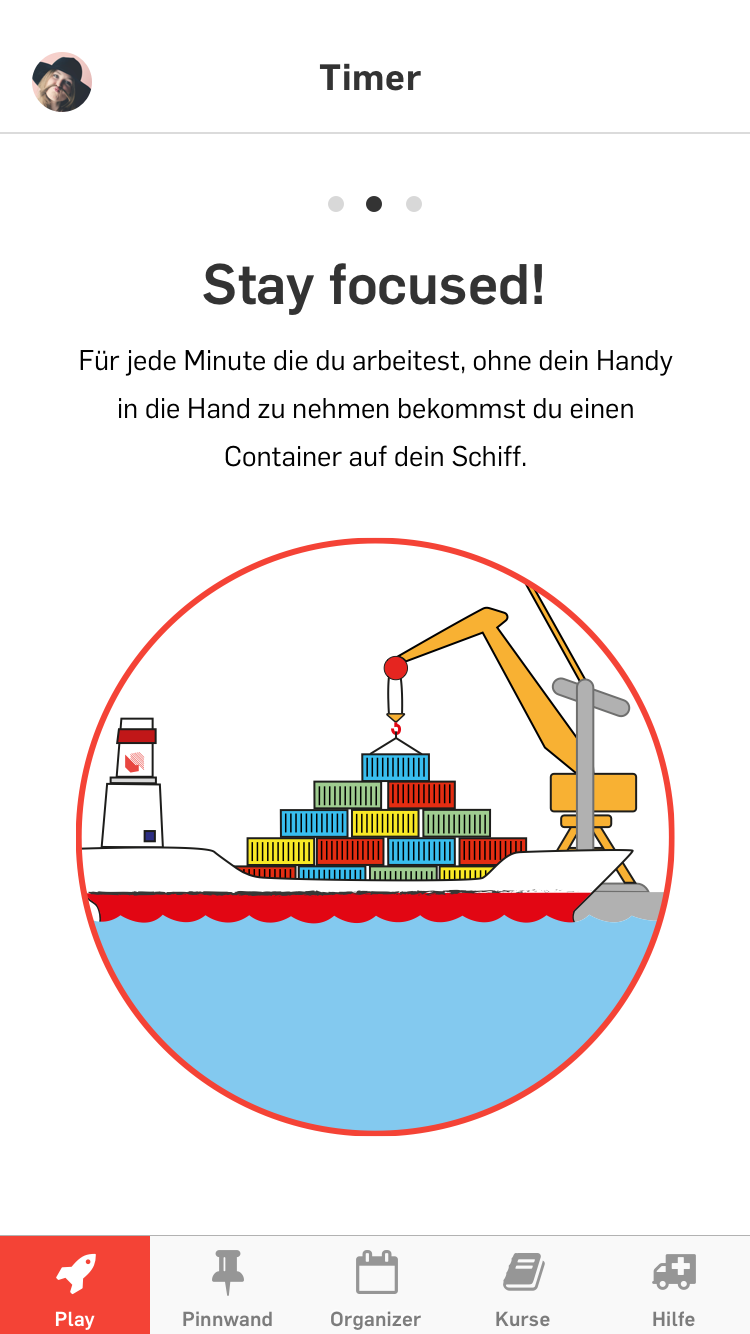 Timer
Stay focused!
Für jede Minute die du arbeitest, ohne dein Handy
in die Hand zu nehmen bekommst du einen
Container auf dein Schiff.
Play
Pinnwand
Organizer
Kurse
Hilfe